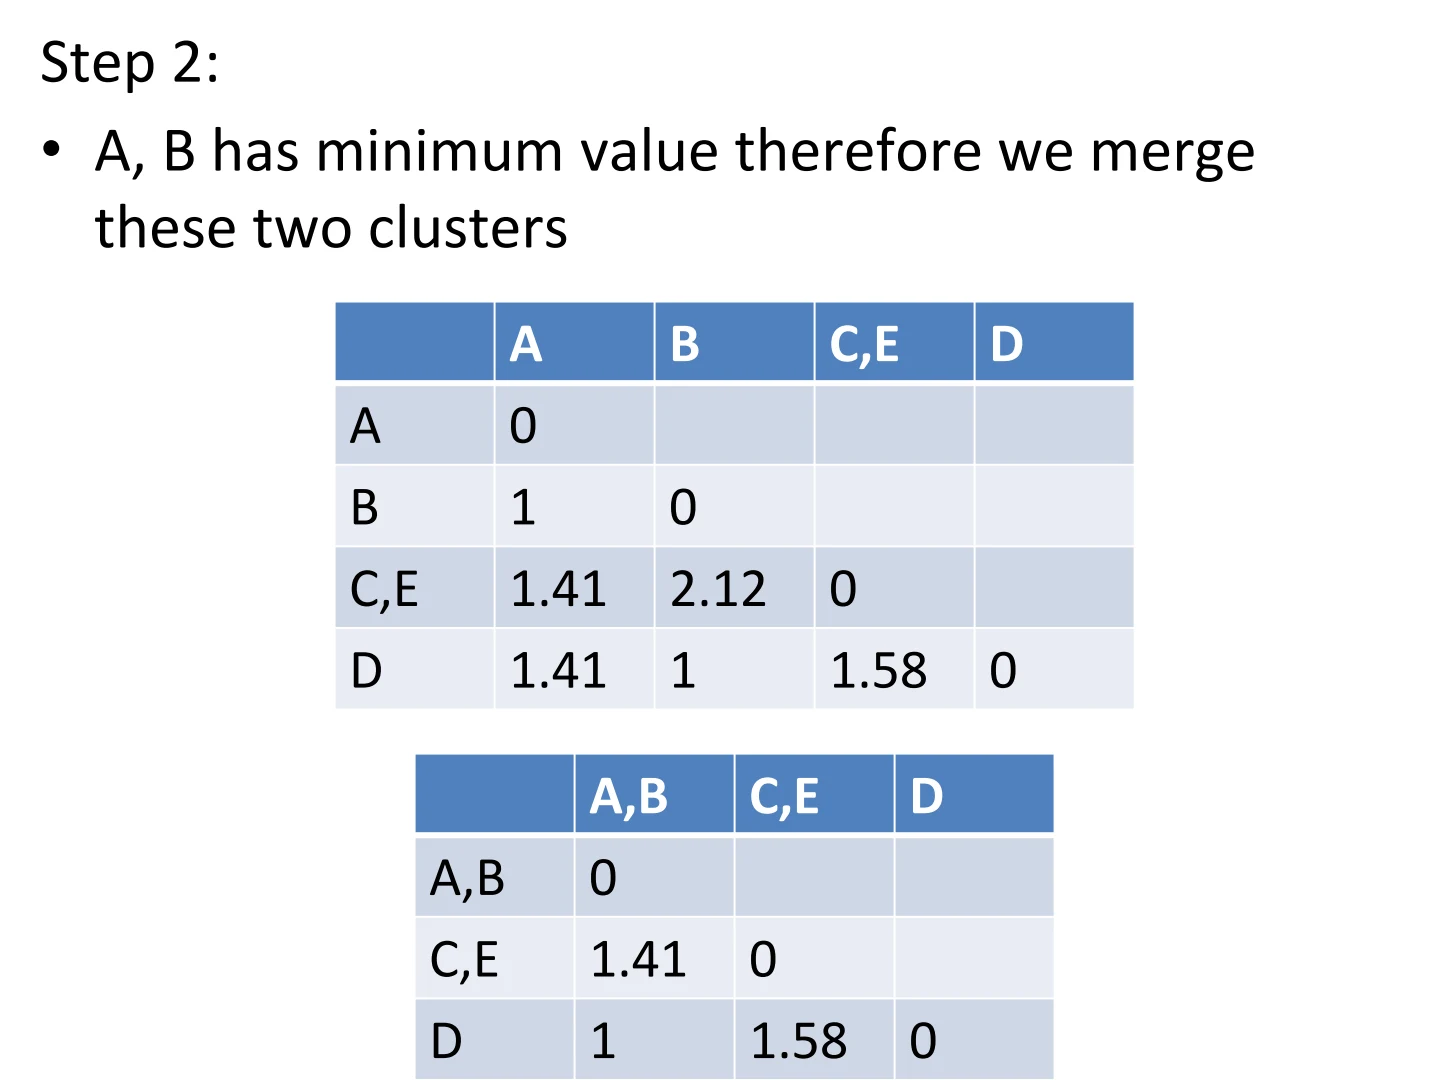 Step 2:
• A, B has minimum value therefore we merge
these two clusters
A B C,E D
A 0
B 1 0
C,E 1.41 2.12 0
D 1.41 1 1.58 0
A,B C,E D
A,B 0
C,E 1.41 0
D 1 1.58 0